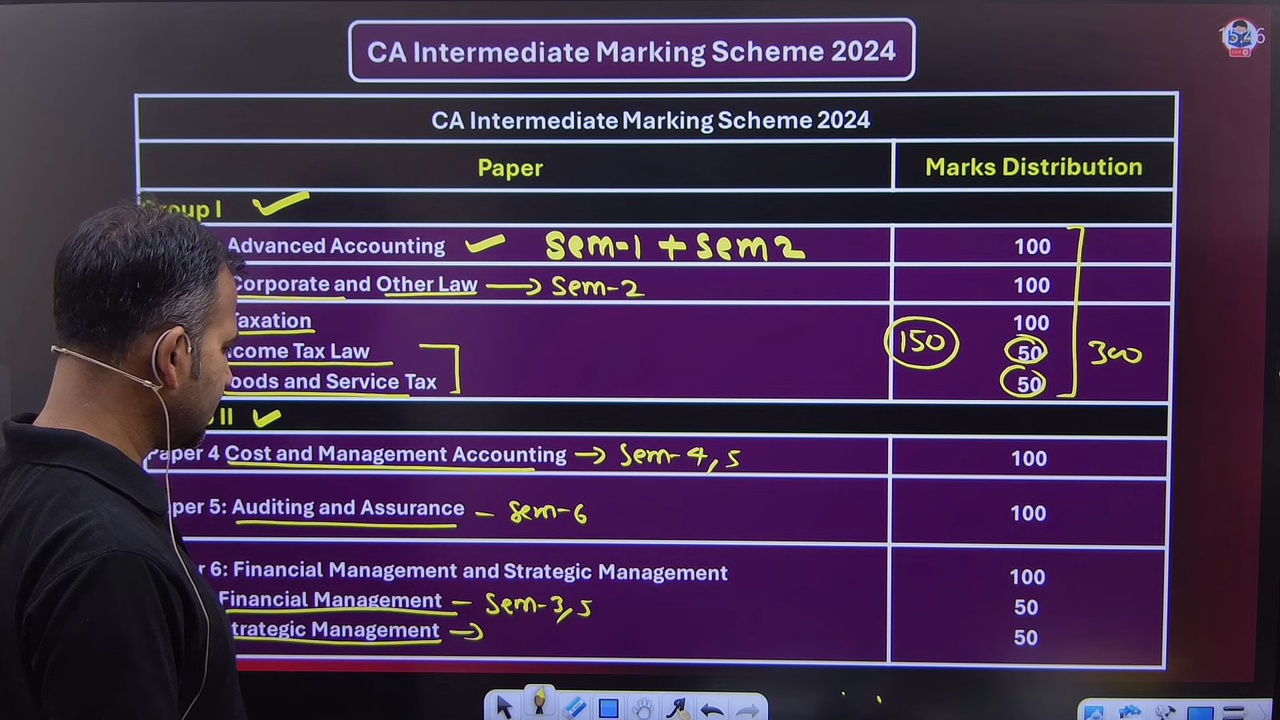 CA Intermediate Marking Scheme 2024
CA Intermediate Marking Scheme 2024
Paper Marks Distribution
Group I
Advanced Accounting Sem-1 + Sem 2 100
Corporate and Other Law → Sem-2 100
Taxation 100
Income Tax Law 150 50 300
Goods and Service Tax 50
II
Paper 4 Cost and Management Accounting → Sem-4,5 100
Paper 5: Auditing and Assurance – Sem-6 100
6: Financial Management and Strategic Management 100
Financial Management – Sem-3,5 50
Strategic Management → 50